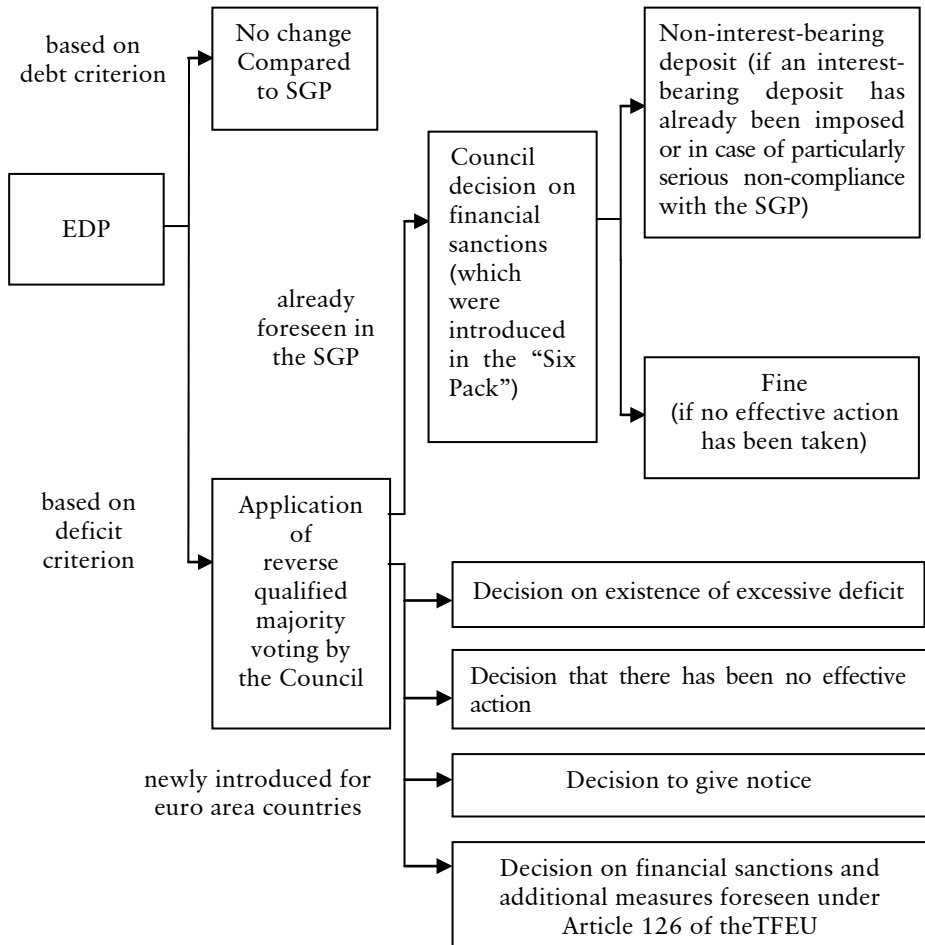 based on
debt criterion
No change
Compared
to SGP
Non-interest-bearing
deposit (if an interest-
bearing deposit has
already been imposed
or in case of particularly
serious non-compliance
with the SGP)
EDP
Council
decision on
financial
sanctions
(which
were
introduced
in the “Six
Pack”)
already
foreseen in
the SGP
Fine
(if no effective action
has been taken)
based on
deficit
criterion
Application
of
reverse
qualified
majority
voting by
the Council
Decision on existence of excessive deficit
Decision that there has been no effective
action
newly introduced for
euro area countries
Decision to give notice
Decision on financial sanctions and
additional measures foreseen under
Article 126 of theTFEU